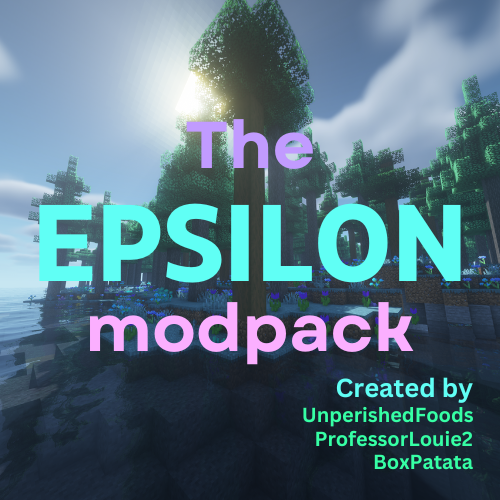 The
EPSILON
modpack
Created by
UnperishedFoods
ProfessorLouie2
BoxPatata